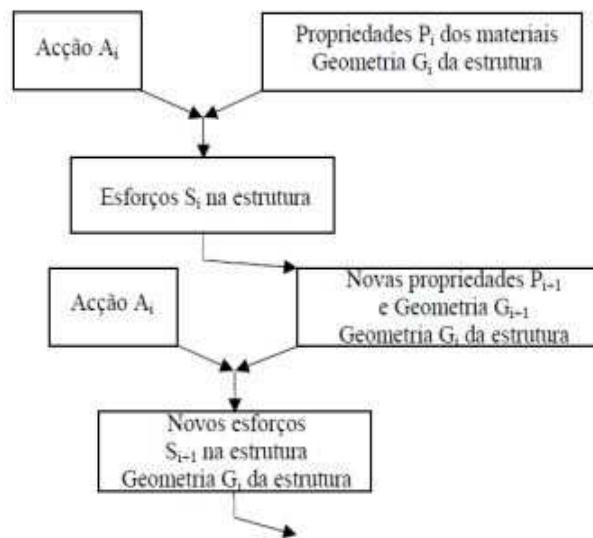 Acção Aᵢ
Propriedades Pᵢ dos materiais
Geometria Gᵢ da estrutura
Esforços Sᵢ na estrutura
Acção Aᵢ
Novas propriedades Pᵢ₊₁
e Geometria Gᵢ₊₁
Geometria Gᵢ da estrutura
Novos esforços
Sᵢ₊₁ na estrutura
Geometria Gᵢ da estrutura